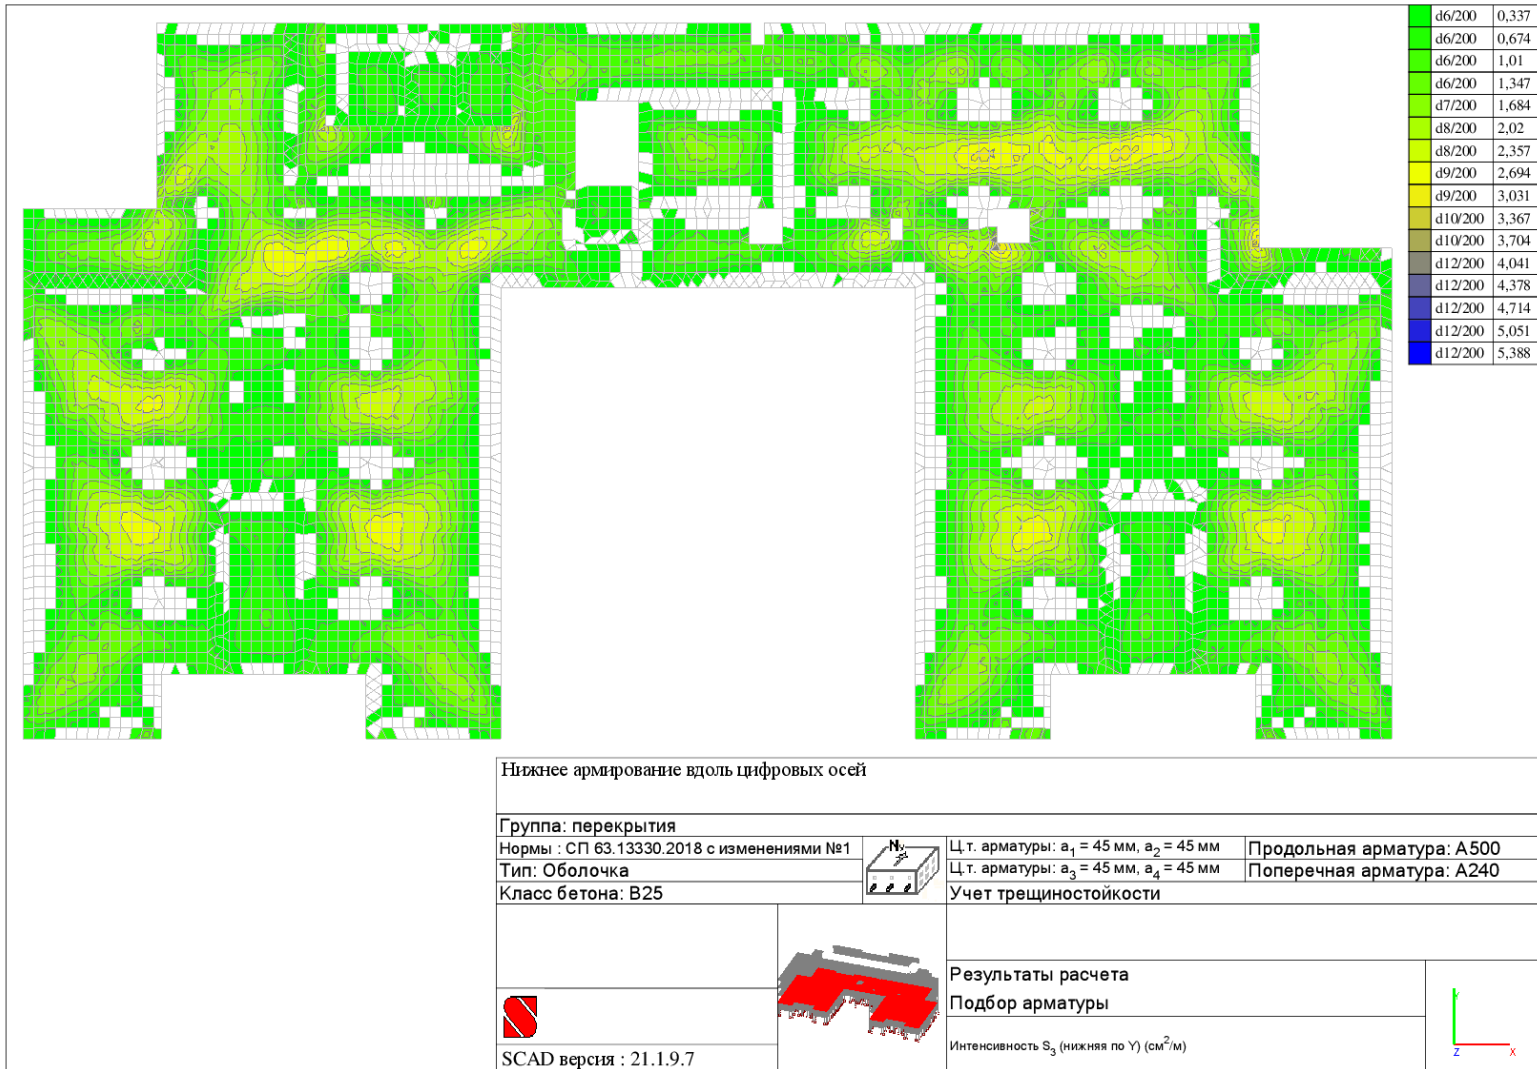 d6/200 0,337
d6/200 0,674
d6/200 1,01
d6/200 1,347
d7/200 1,684
d8/200 2,02
d8/200 2,357
d9/200 2,694
d9/200 3,031
d10/200 3,367
d10/200 3,704
d12/200 4,041
d12/200 4,378
d12/200 4,714
d12/200 5,051
d12/200 5,388
Нижнее армирование вдоль цифровых осей
Группа: перекрытия
Нормы : СП 63.13330.2018 с изменениями №1
Тип: Оболочка
Класс бетона: B25
Ny
Ц.т. арматуры: a1 = 45 мм, a2 = 45 мм
Продольная арматура: A500
Ц.т. арматуры: a3 = 45 мм, a4 = 45 мм
Поперечная арматура: A240
Учет трещиностойкости
Результаты расчета
Подбор арматуры
Интенсивность S3 (нижняя по Y) (см²/м)
SCAD версия : 21.1.9.7
Y
Z X